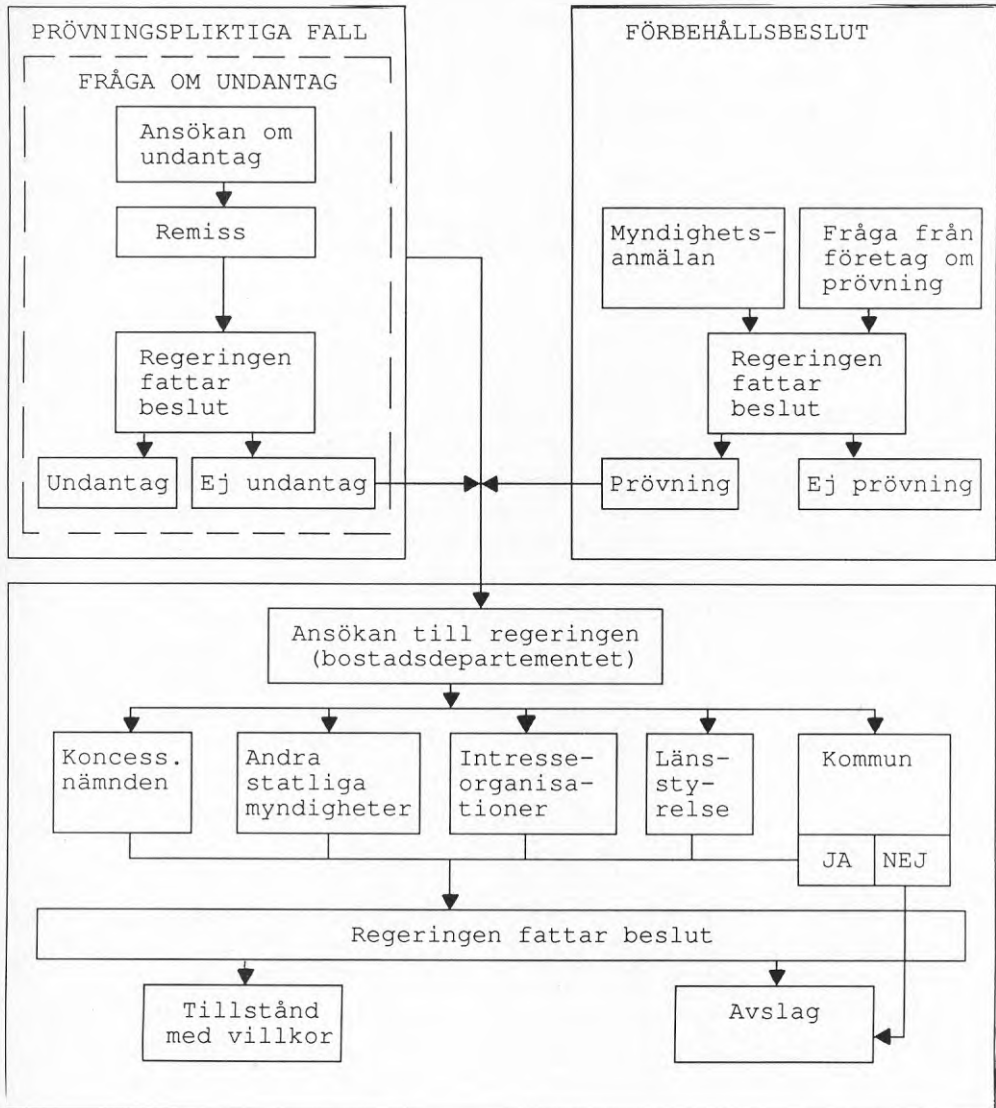 PRÖVNINGSPLIKTIGA FALL
FRÅGA OM UNDANTAG
Ansökan om
undantag
Remiss
Regeringen
fattar
beslut
Undantag
Ej undantag
FÖRBEHÅLLSBESLUT
Myndighets-
anmälan
Fråga från
företag om
prövning
Regeringen
fattar
beslut
Prövning
Ej prövning
Ansökan till regeringen
(bostadsdepartementet)
Koncess.
nämnden
Andra
statliga
myndigheter
Intresse-
organisa-
tioner
Läns-
sty-
relse
Kommun
JA
NEJ
Regeringen fattar beslut
Tillstånd
med villkor
Avslag